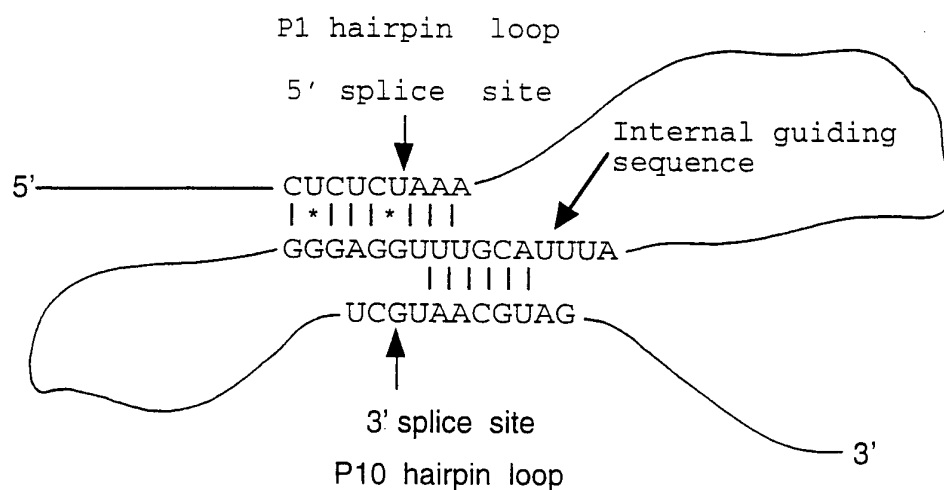 P1 hairpin loop
5' splice site
Internal guiding
sequence
5'
CUCUCUAAA
|*|||*|||
GGGAGGUUUGCAUUUA
||||||
UCGUAACGUAG
3' splice site
3'
P10 hairpin loop